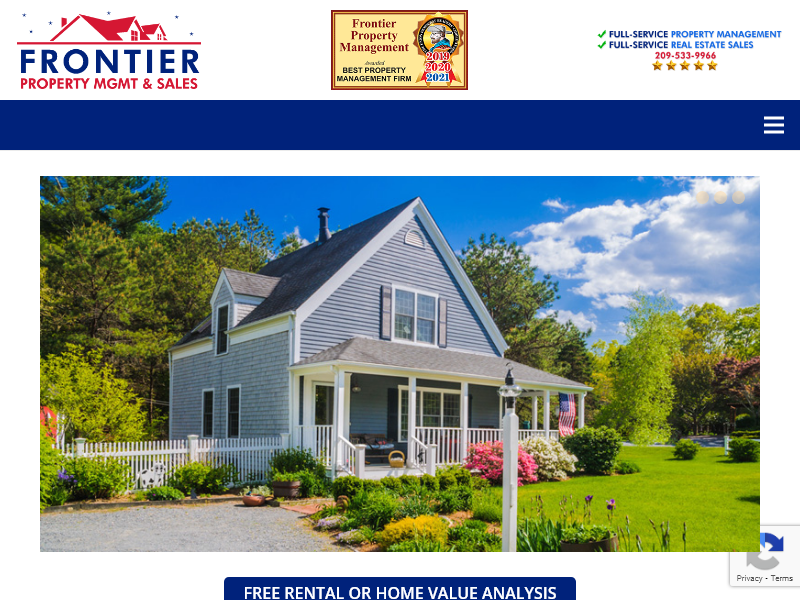 FRONTIER
PROPERTY MGMT & SALES
Frontier
Property
Management
awarded
BEST PROPERTY
MANAGEMENT FIRM
2019
2020
2021
FULL-SERVICE PROPERTY MANAGEMENT
FULL-SERVICE REAL ESTATE SALES
209-533-9966
FREE RENTAL OR HOME VALUE ANALYSIS
Privacy - Terms